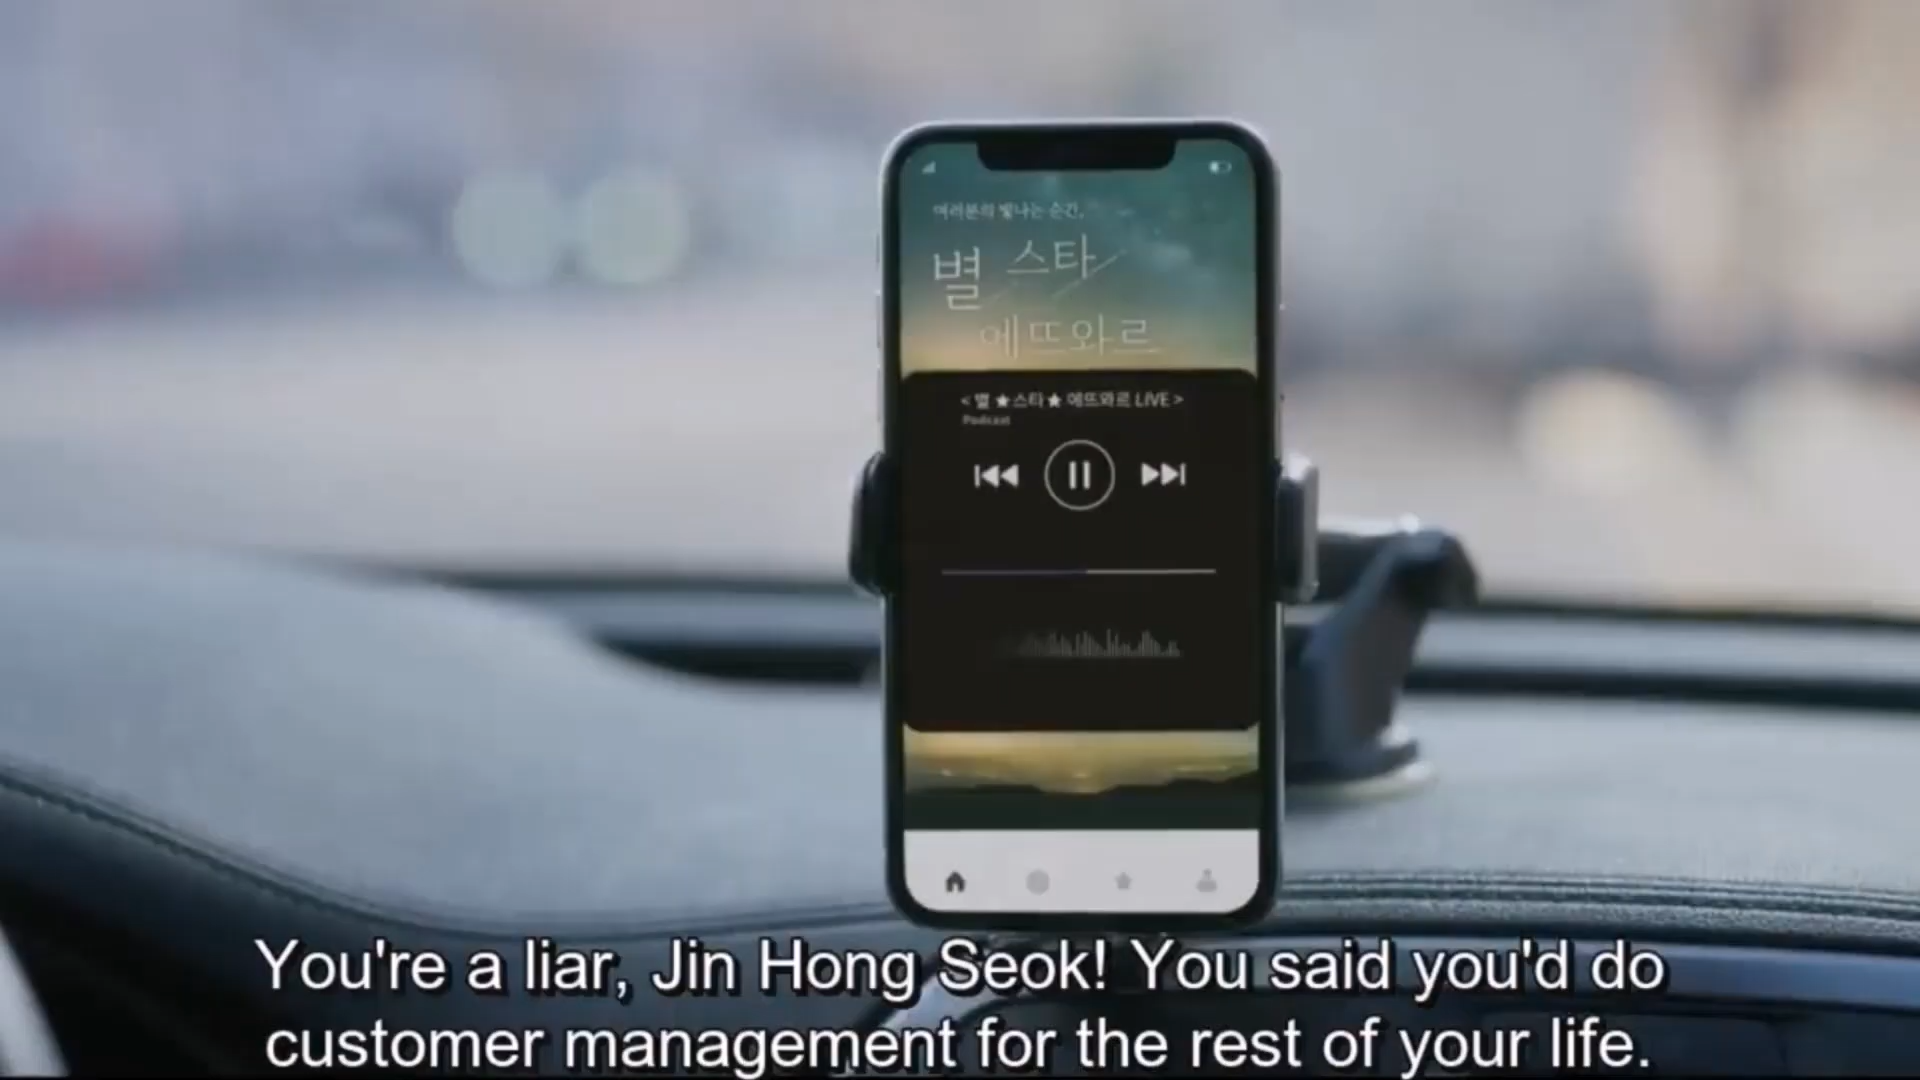 여러분의 빛나는 순간,
별 스타
에뜨와르
<별★스타★ 에뜨와르 LIVE>
Podcast
You're a liar, Jin Hong Seok! You said you'd do
customer management for the rest of your life.